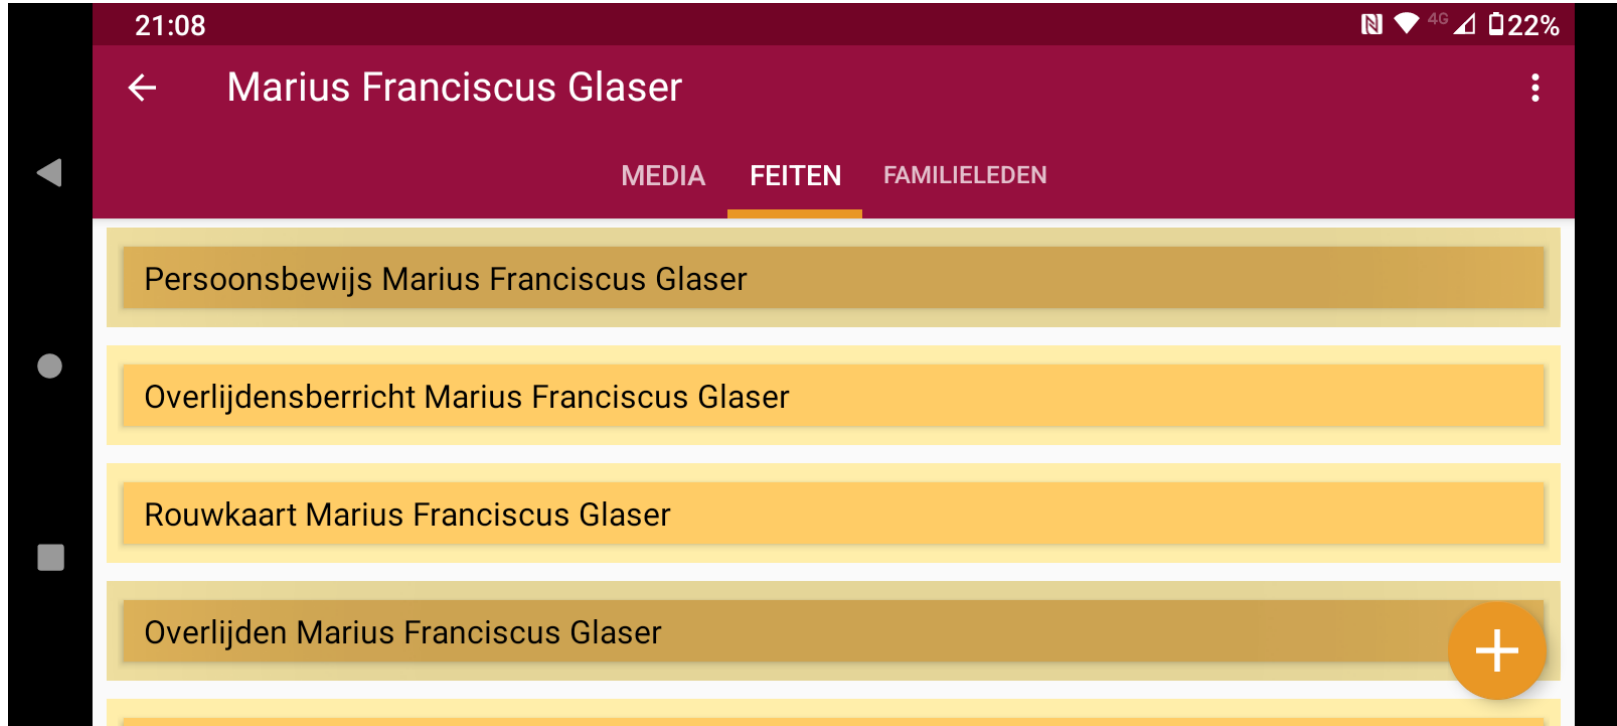 21:08 4G 22%
Marius Franciscus Glaser
MEDIA FEITEN FAMILIELEDEN
Persoonsbewijs Marius Franciscus Glaser
Overlijdensberricht Marius Franciscus Glaser
Rouwkaart Marius Franciscus Glaser
Overlijden Marius Franciscus Glaser